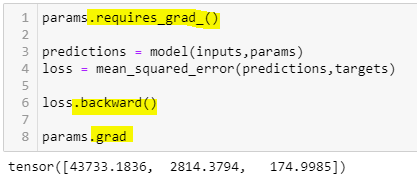 1 params.requires_grad_()
2
3 predictions = model(inputs,params)
4 loss = mean_squared_error(predictions,targets)
5
6 loss.backward()
7
8 params.grad
tensor([43733.1836,  2814.3794,   174.9985])